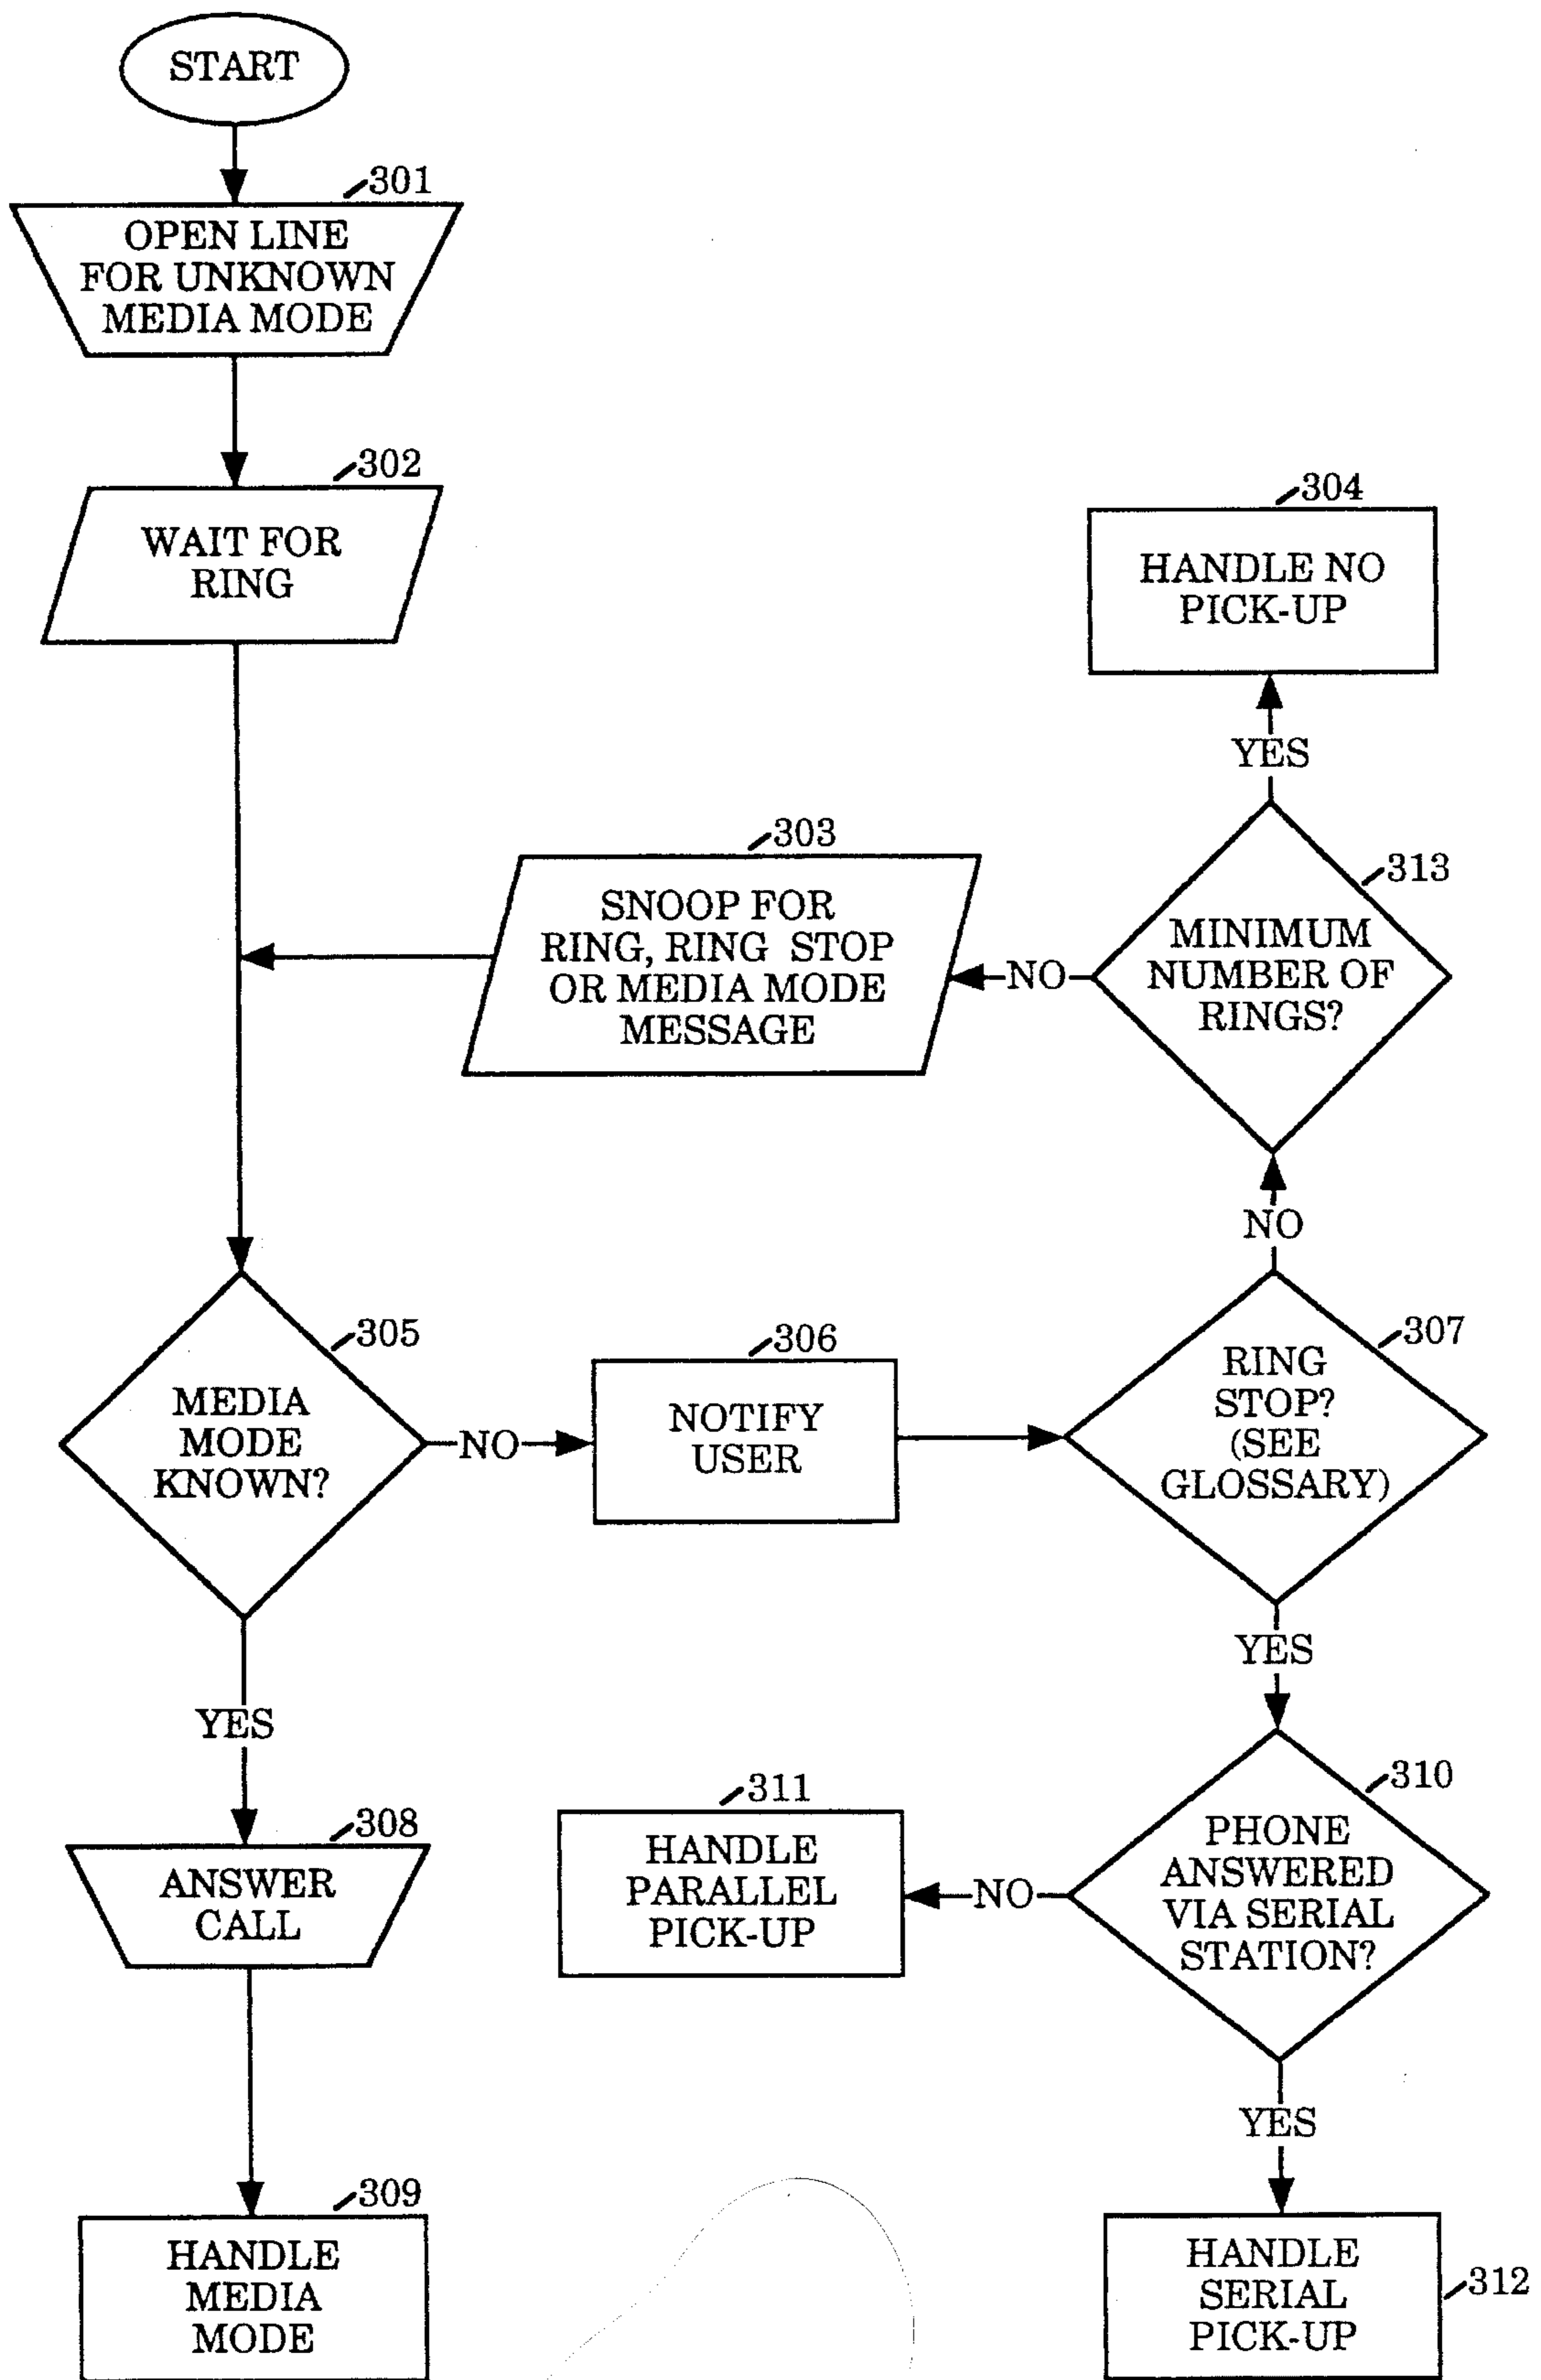 START
301
OPEN LINE
FOR UNKNOWN
MEDIA MODE
302
WAIT FOR
RING
304
HANDLE NO
PICK-UP
YES
303
SNOOP FOR
RING, RING STOP
OR MEDIA MODE
MESSAGE
NO
313
MINIMUM
NUMBER OF
RINGS?
NO
305
MEDIA
MODE
KNOWN?
NO
306
NOTIFY
USER
307
RING
STOP?
(SEE
GLOSSARY)
YES
YES
308
ANSWER
CALL
311
HANDLE
PARALLEL
PICK-UP
NO
310
PHONE
ANSWERED
VIA SERIAL
STATION?
YES
309
HANDLE
MEDIA
MODE
HANDLE
SERIAL
PICK-UP
312